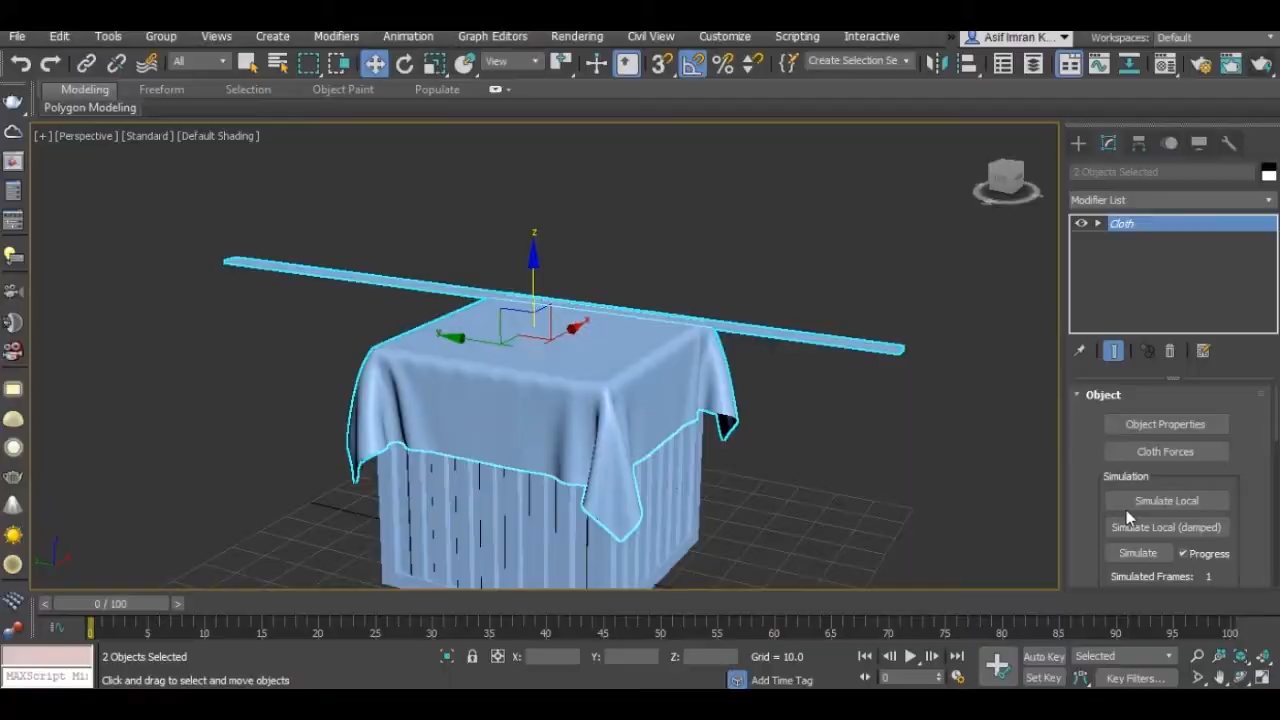 File Edit Tools Group Views Create Modifiers Animation Graph Editors Rendering Civil View Customize Scripting Interactive Asif Imran K... Workspaces: Default
All View Create Selection Se
Modeling Freeform Selection Object Paint Populate
Polygon Modeling
[+] [Perspective] [Standard] [Default Shading]
2 Objects Selected
Modifier List
Cloth
Object
Object Properties
Cloth Forces
Simulation
Simulate Local
Simulate Local (damped)
Simulate Progress
Simulated Frames: 1
z
x
y
< 0 / 100 >
0 5 10 15 20 25 30 35 40 45 50 55 60 65 70 75 80 85 90 95 100
2 Objects Selected X: Y: Z: Grid = 10.0 Auto Key Selected
MAXScript Mi Click and drag to select and move objects Add Time Tag 0 Set Key Key Filters...